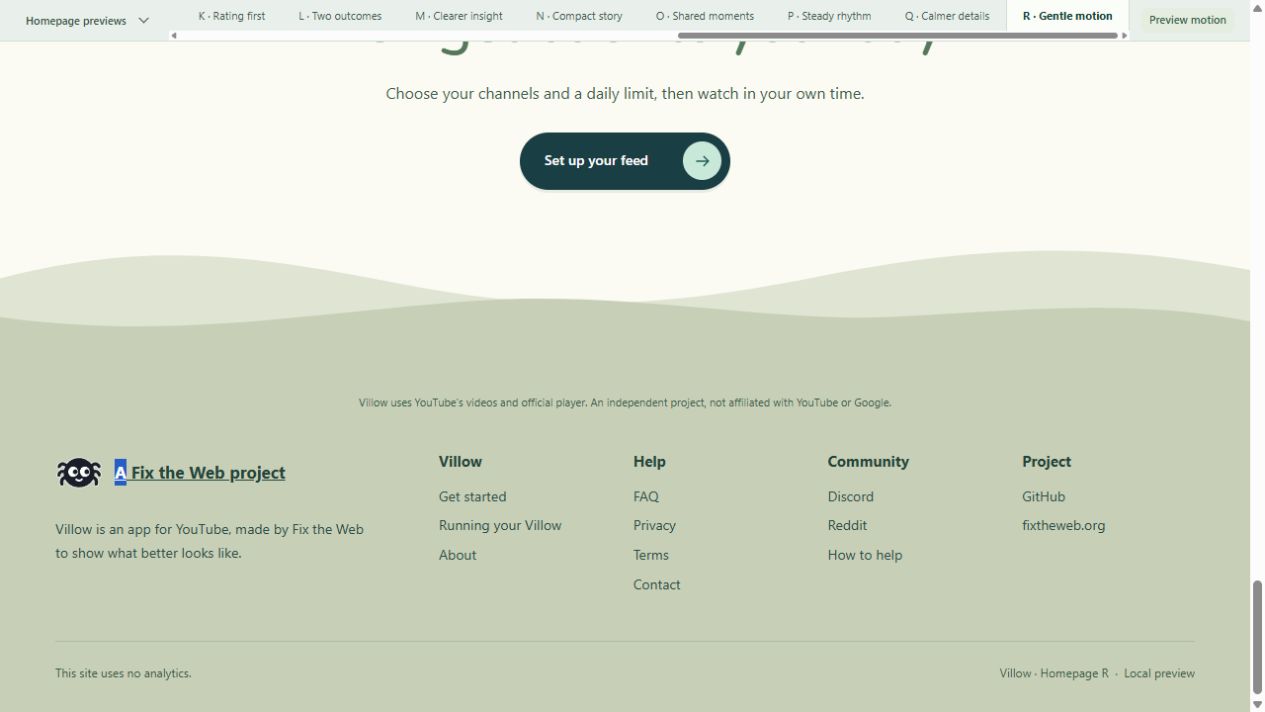 Homepage previews
K · Rating first
L · Two outcomes
M · Clearer insight
N · Compact story
O · Shared moments
P · Steady rhythm
Q · Calmer details
R · Gentle motion
Preview motion
Choose your channels and a daily limit, then watch in your own time.
Set up your feed
Villow uses YouTube's videos and official player. An independent project, not affiliated with YouTube or Google.
A Fix the Web project
Villow is an app for YouTube, made by Fix the Web
to show what better looks like.
Villow
Get started
Running your Villow
About
Help
FAQ
Privacy
Terms
Contact
Community
Discord
Reddit
How to help
Project
GitHub
fixtheweb.org
This site uses no analytics.
Villow · Homepage R · Local preview